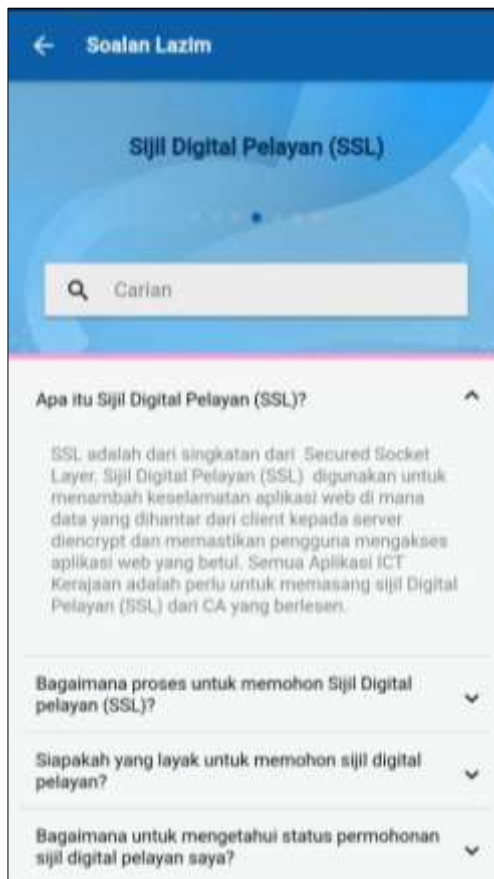 Soalan Lazim
Sijil Digital Pelayan (SSL)
Carian
Apa itu Sijil Digital Pelayan (SSL)?
SSL adalah dari singkatan dari Secured Socket
Layer. Sijil Digital Pelayan (SSL) digunakan untuk
menambah keselamatan aplikasi web di mana
data yang dihantar dari client kepada server
diencrypt dan memastikan pengguna mengakses
aplikasi web yang betul. Semua Aplikasi ICT
Kerajaan adalah perlu untuk memasang sijil Digital
Pelayan (SSL) dari CA yang berlesen.
Bagaimana proses untuk memohon Sijil Digital
pelayan (SSL)?
Siapakah yang layak untuk memohon sijil digital
pelayan?
Bagaimana untuk mengetahui status permohonan
sijil digital pelayan saya?